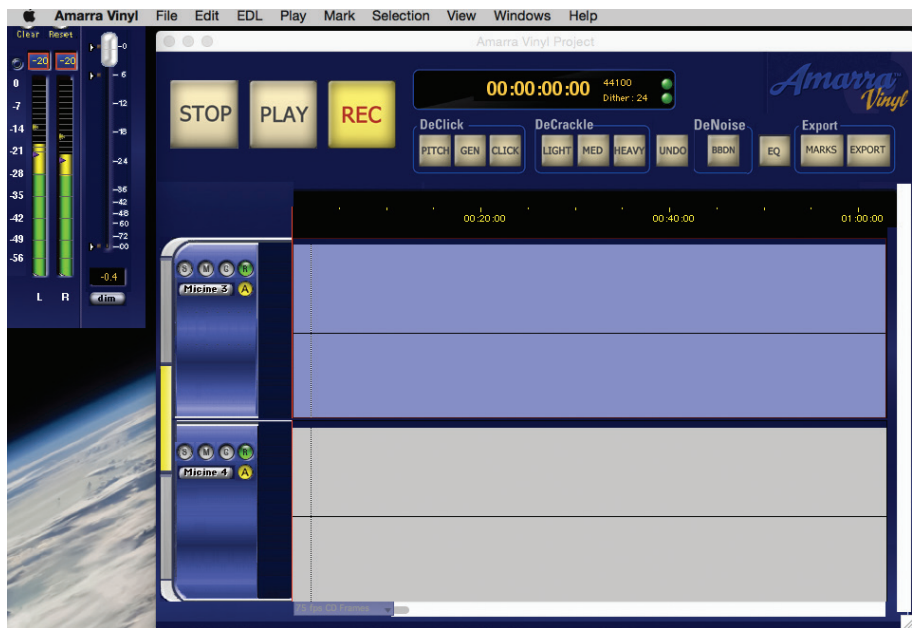 Amarra Vinyl File Edit EDL Play Mark Selection View Windows Help
Clear Reset
-20 -20
0
-7
-14
-21
-28
-35
-42
-49
-56
L R
-0
-6
-12
-18
-24
-36
-42
-48
-60
-72
-00
-0.4
dim
Amarra Vinyl Project
STOP PLAY REC
00:00:00:00
44100
Dither: 24
Amarra™
Vinyl
DeClick DeCrackle DeNoise Export
PITCH GEN CLICK LIGHT MED HEAVY UNDO BBDN EQ MARKS EXPORT
00:20:00 00:40:00 01:00:00
S M G R
Micine 3 A
S M G R
Micine 4 A
75 fps CD Frames